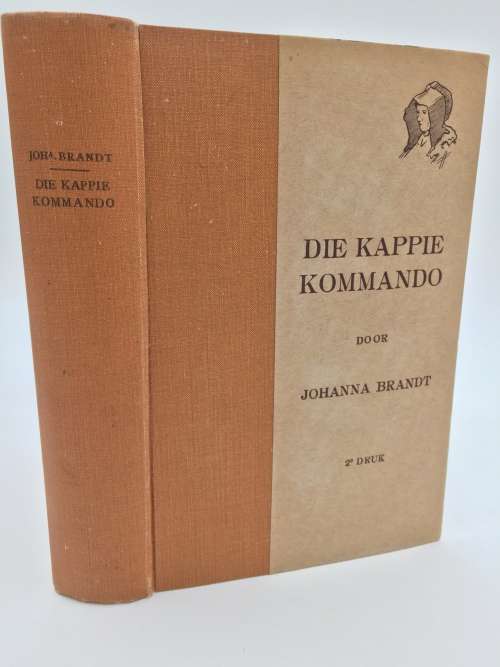 JOHA. BRANDT
DIE KAPPIE
KOMMANDO
DIE KAPPIE
KOMMANDO
DOOR
JOHANNA BRANDT
2e DRUK